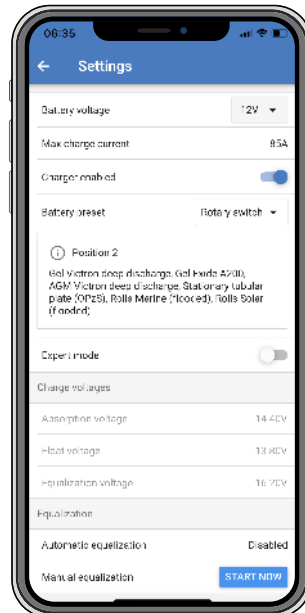 06:35
Settings
Battery voltage 12V
Max charge current 85A
Charger enabled
Battery preset Rotary switch
Position 2
Gel Victron deep discharge, Gel Exide A200,
AGM Victron deep discharge, Stationary tubular
plate (OPzS), Rolls Marine (flooded), Rolls Solar
(flooded)
Expert mode
Charge voltages
Absorption voltage 14.40V
Float voltage 13.80V
Equalization voltage 16.20V
Equalization
Automatic equalization Disabled
Manual equalization START NOW